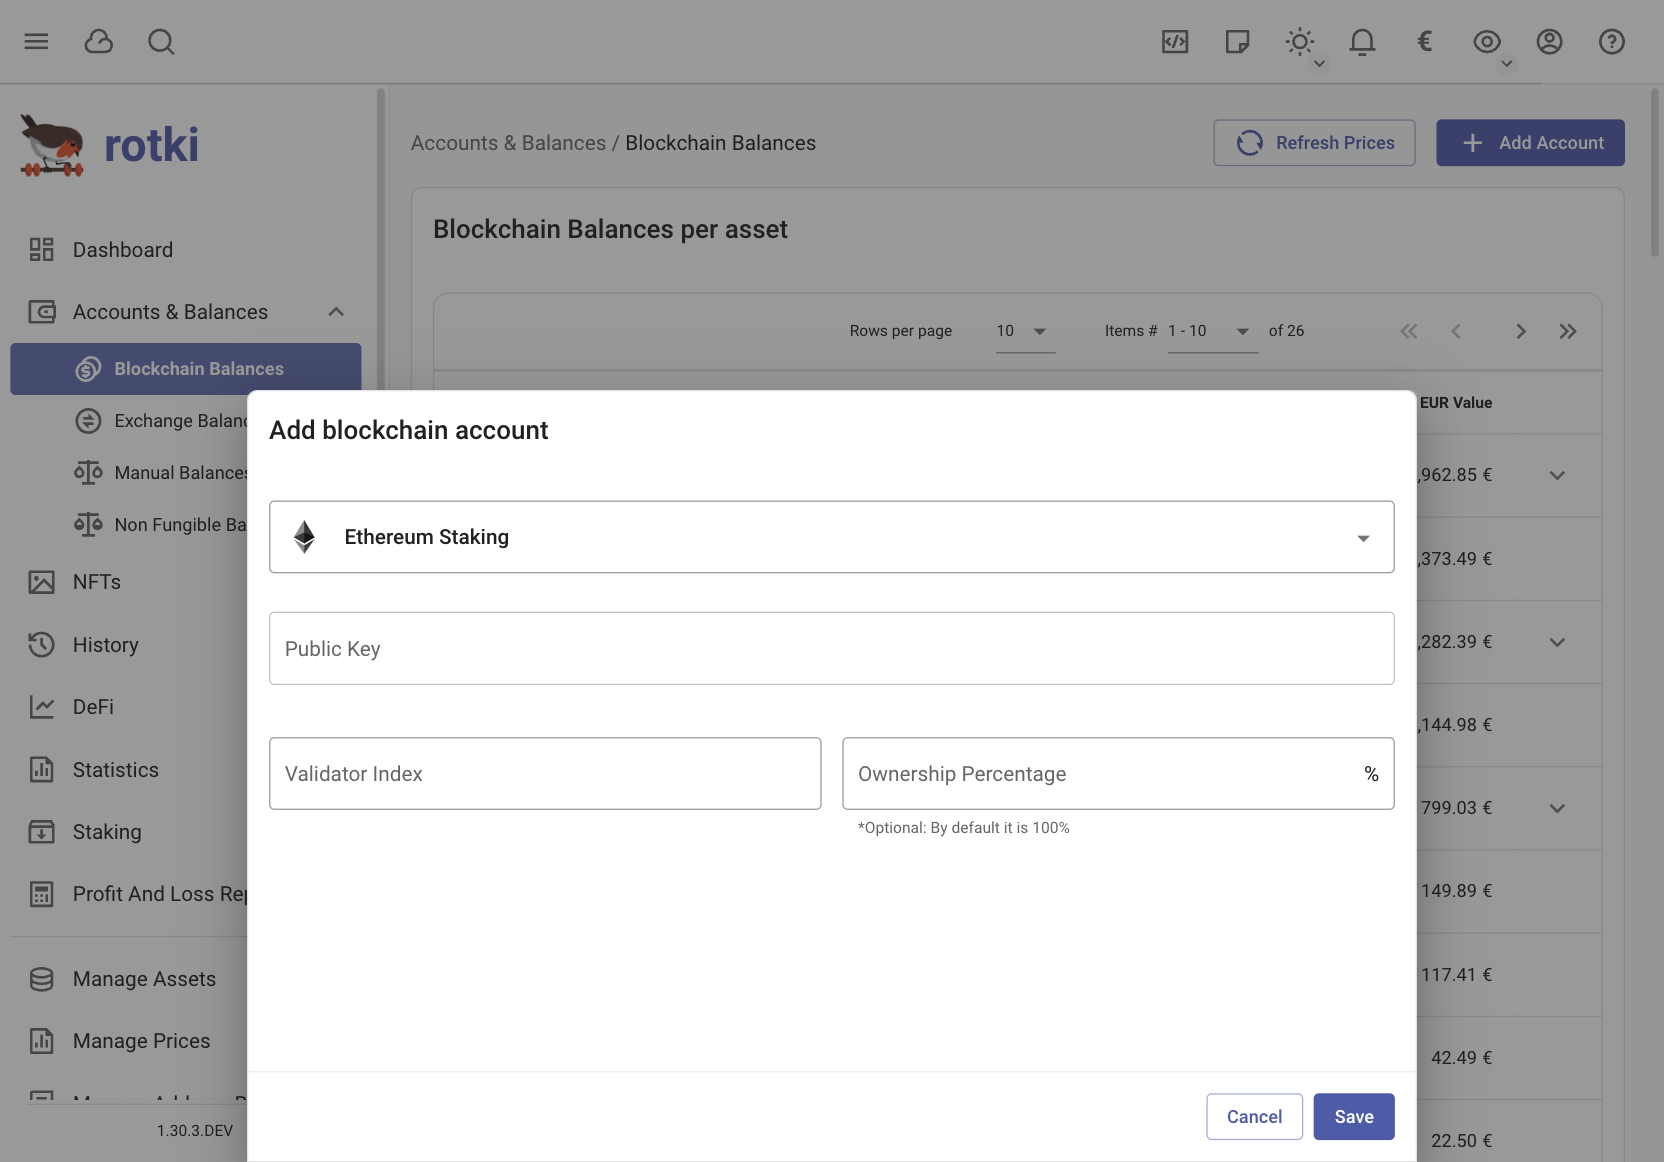 €
rotki
Accounts & Balances / Blockchain Balances
Refresh Prices
Add Account
Dashboard
Accounts & Balances
Blockchain Balances
Exchange Balanc
Manual Balances
Non Fungible Ba
NFTs
History
DeFi
Statistics
Staking
Profit And Loss Rep
Manage Assets
Manage Prices
1.30.3.DEV
Blockchain Balances per asset
Rows per page 10 Items # 1 - 10 of 26
EUR Value
,962.85 €
,373.49 €
,282.39 €
,144.98 €
799.03 €
149.89 €
117.41 €
42.49 €
22.50 €
Add blockchain account
Ethereum Staking
Public Key
Validator Index
Ownership Percentage %
*Optional: By default it is 100%
Cancel
Save